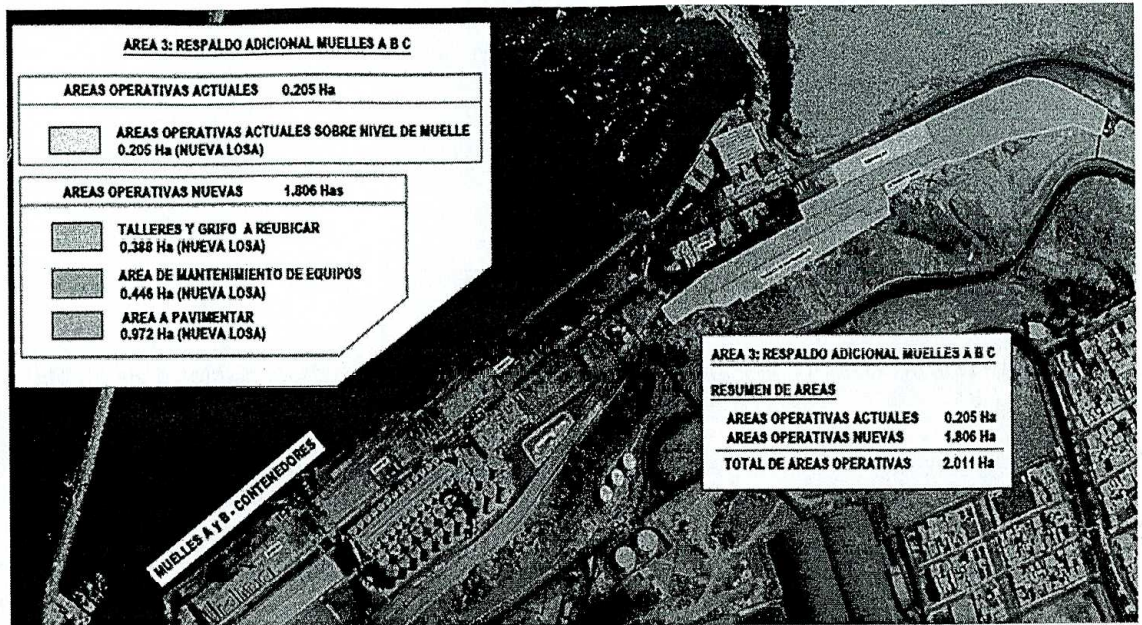 AREA 3: RESPALDO ADICIONAL MUELLES A B C
AREAS OPERATIVAS ACTUALES 0.205 Ha
AREAS OPERATIVAS ACTUALES SOBRE NIVEL DE MUELLE
0.205 Ha (NUEVA LOSA)
AREAS OPERATIVAS NUEVAS 1.806 Has
TALLERES Y GRIFO A REUBICAR
0.388 Ha (NUEVA LOSA)
AREA DE MANTENIMIENTO DE EQUIPOS
0.446 Ha (NUEVA LOSA)
AREA A PAVIMENTAR
0.972 Ha (NUEVA LOSA)
MUELLES A Y B - CONTENEDORES
AREA 3: RESPALDO ADICIONAL MUELLES A B C
RESUMEN DE AREAS
AREAS OPERATIVAS ACTUALES 0.205 Ha
AREAS OPERATIVAS NUEVAS 1.806 Ha
TOTAL DE AREAS OPERATIVAS 2.011 Ha